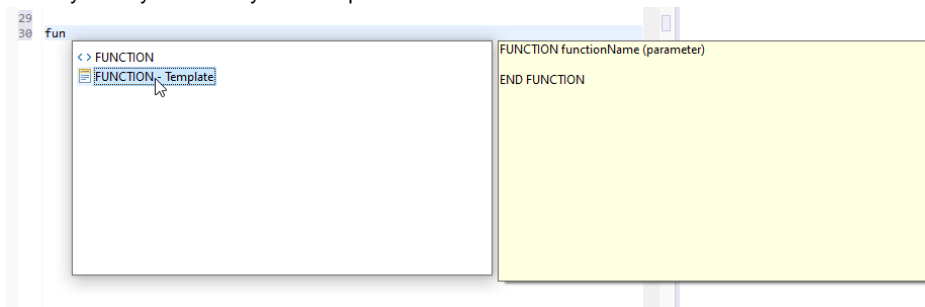 29
30 fun
<> FUNCTION
FUNCTION - Template
FUNCTION functionName (parameter)
END FUNCTION